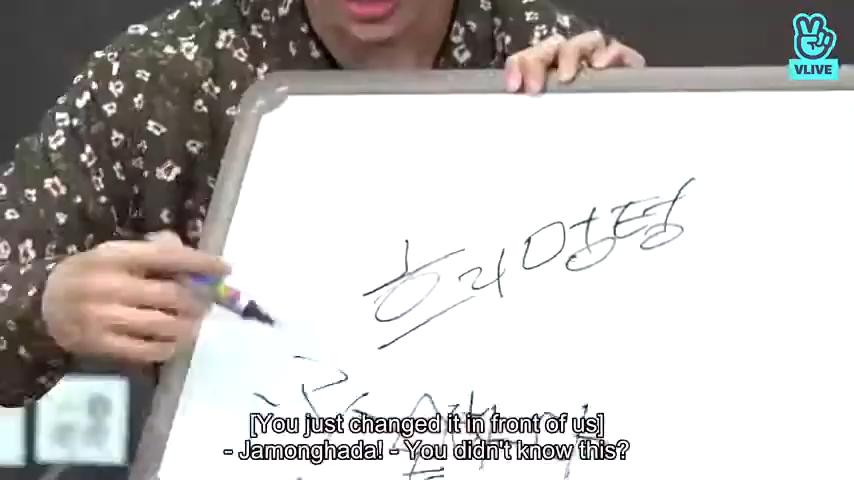 VLIVE
흐리멍텅
[You just changed it in front of us]
- Jamonghada! - You didn't know this?